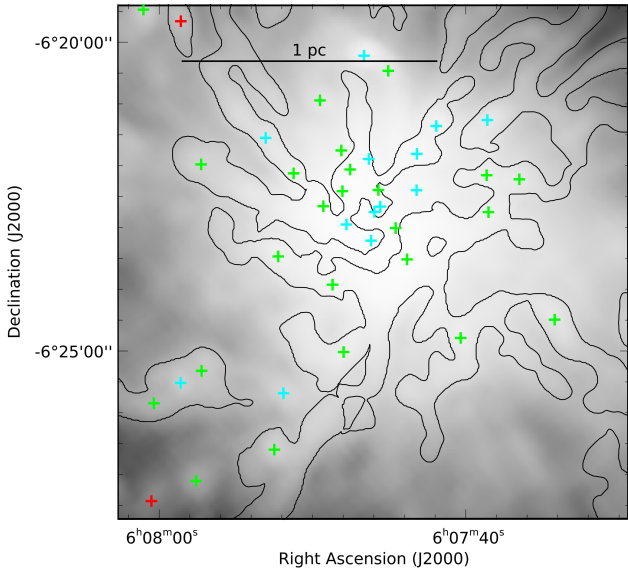 -6°20'00''
1 pc
Declination (J2000)
-6°25'00''
6ʰ08ᵐ00ˢ 6ʰ07ᵐ40ˢ
Right Ascension (J2000)